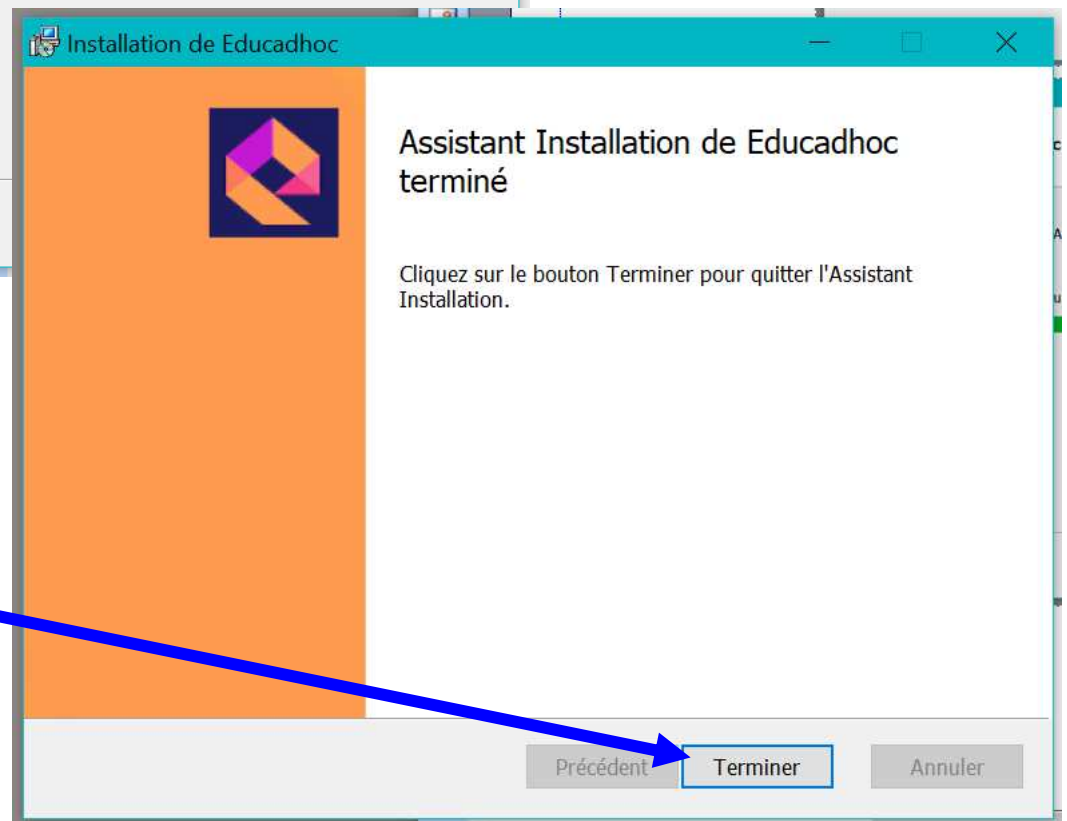 Installation de Educadhoc
Assistant Installation de Educadhoc
terminé
Cliquez sur le bouton Terminer pour quitter l'Assistant
Installation.
Précédent
Terminer
Annuler